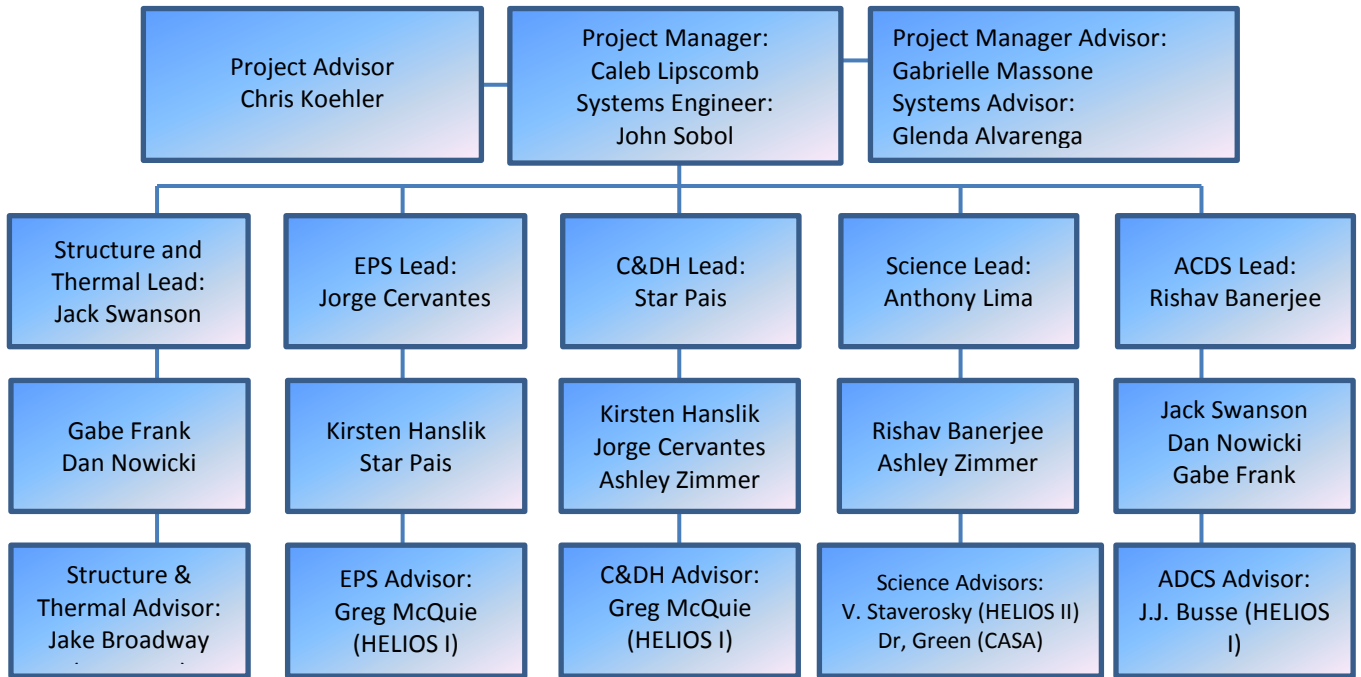 Project Advisor
Chris Koehler
Project Manager:
Caleb Lipscomb
Systems Engineer:
John Sobol
Project Manager Advisor:
Gabrielle Massone
Systems Advisor:
Glenda Alvarenga
Structure and
Thermal Lead:
Jack Swanson
EPS Lead:
Jorge Cervantes
C&DH Lead:
Star Pais
Science Lead:
Anthony Lima
ACDS Lead:
Rishav Banerjee
Gabe Frank
Dan Nowicki
Kirsten Hanslik
Star Pais
Kirsten Hanslik
Jorge Cervantes
Ashley Zimmer
Rishav Banerjee
Ashley Zimmer
Jack Swanson
Dan Nowicki
Gabe Frank
Structure &
Thermal Advisor:
Jake Broadway
EPS Advisor:
Greg McQuie
(HELIOS I)
C&DH Advisor:
Greg McQuie
(HELIOS I)
Science Advisors:
V. Staverosky (HELIOS II)
Dr, Green (CASA)
ADCS Advisor:
J.J. Busse (HELIOS
I)